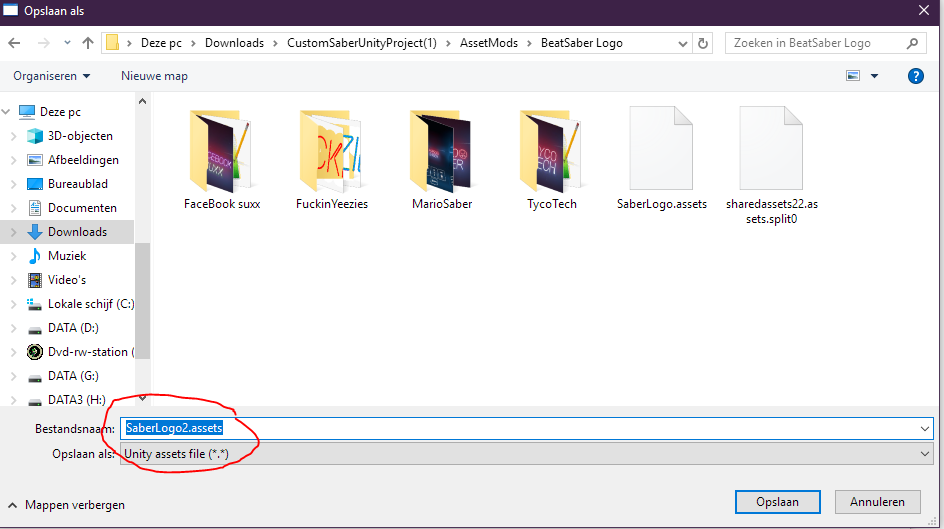 Opslaan als
Deze pc > Downloads > CustomSaberUnityProject(1) > AssetMods > BeatSaber Logo
Zoeken in BeatSaber Logo
Organiseren
Nieuwe map
?
Deze pc
3D-objecten
Afbeeldingen
Bureaublad
Documenten
Downloads
Muziek
Video's
Lokale schijf (C:)
DATA (D:)
Dvd-rw-station (
DATA (G:)
DATA3 (H:)
FACEBOOK
SUXX
FaceBook suxx
FuckinYeezies
MarioSaber
TYCO
TECH
TycoTech
SaberLogo.assets
sharedassets22.as
sets.split0
Bestandsnaam: SaberLogo2.assets
Opslaan als: Unity assets file (*.*)
Mappen verbergen
Opslaan
Annuleren